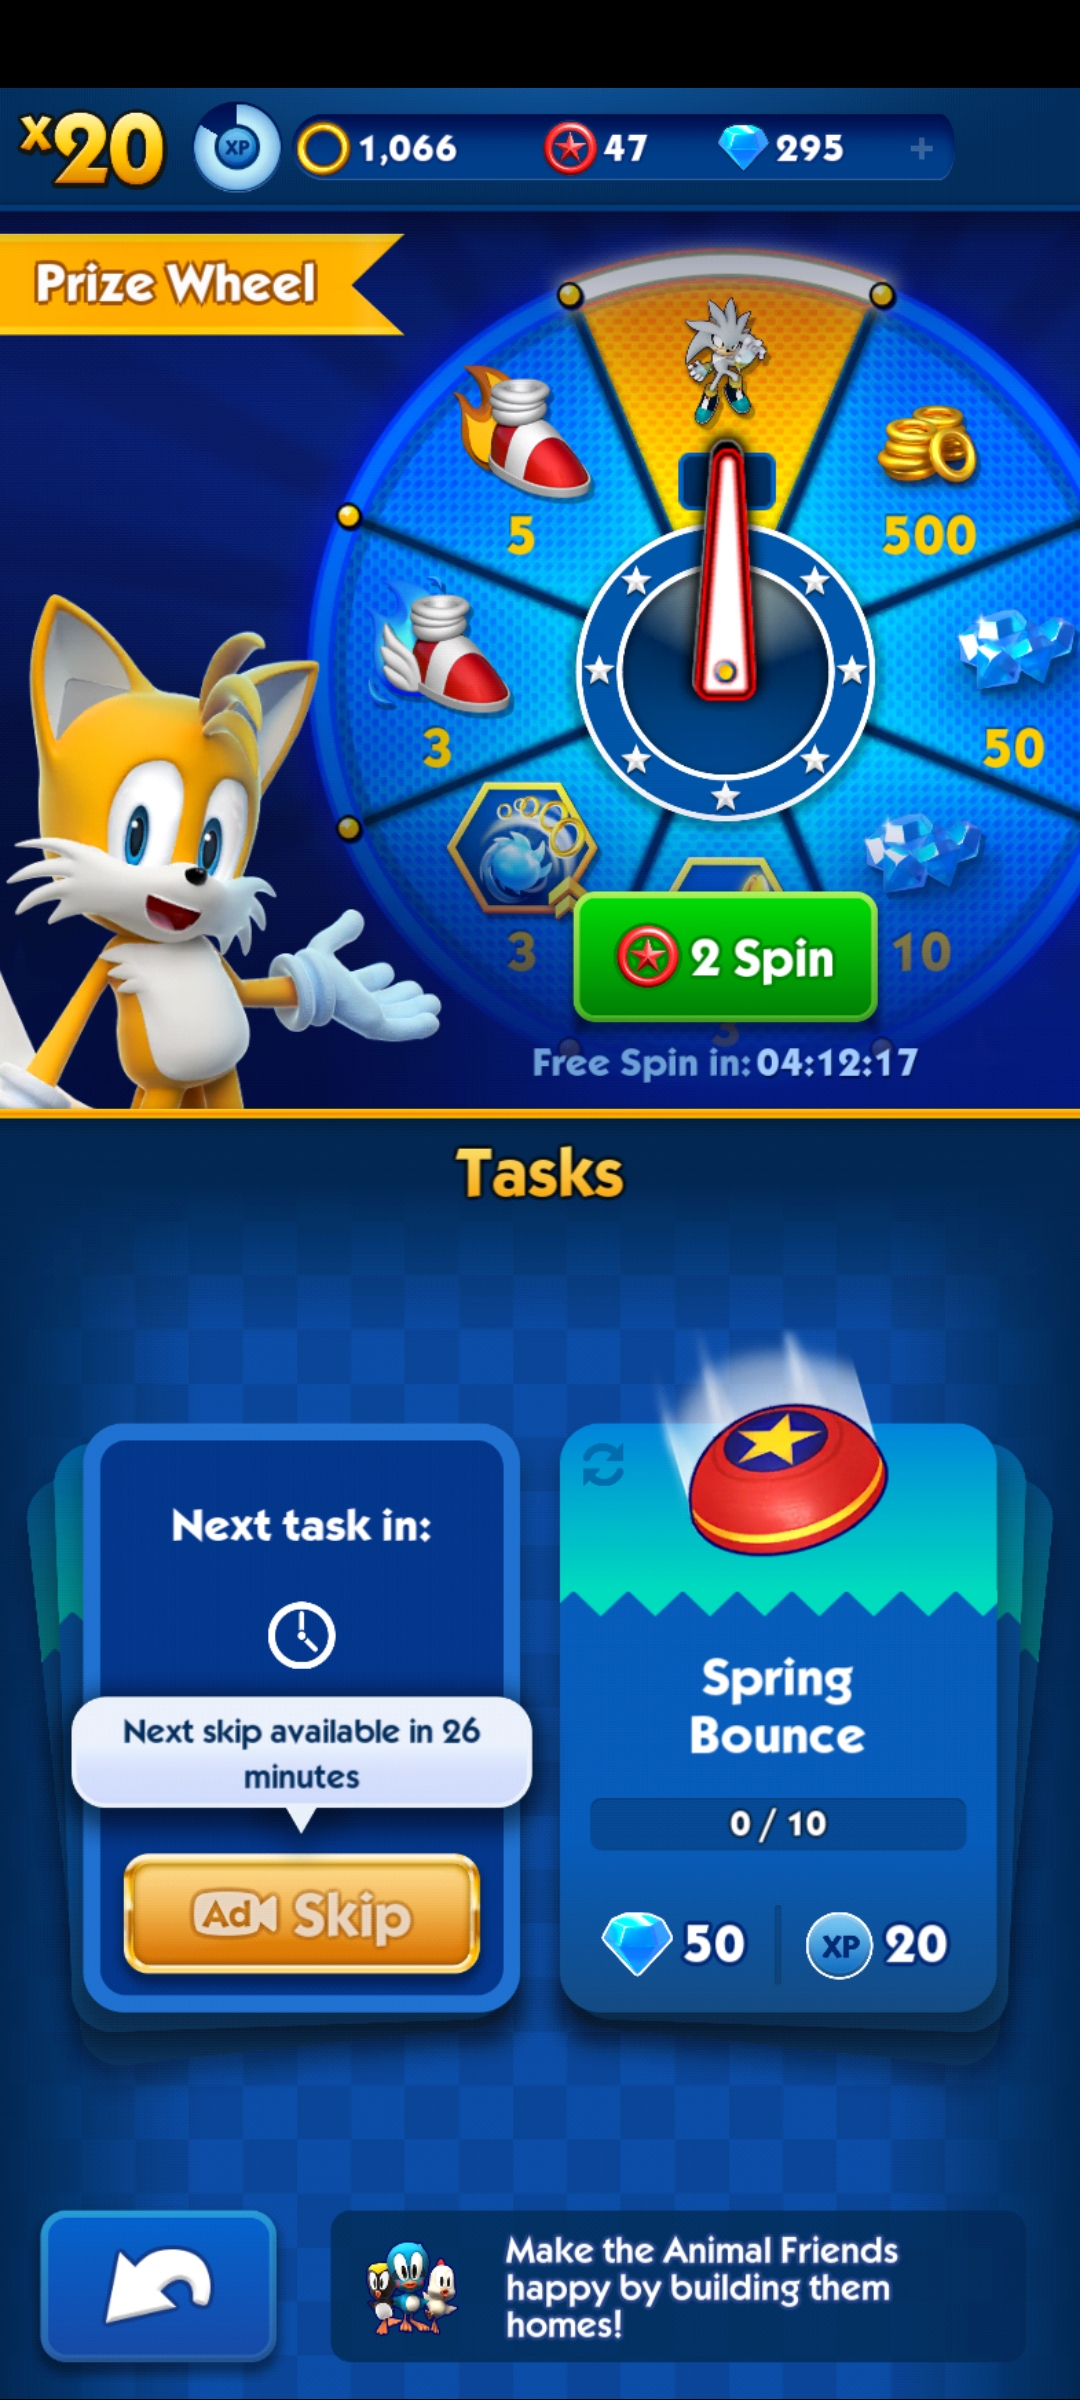 x20
XP
1,066
47
295
+
Prize Wheel
5
500
3
50
3
10
2 Spin
3
Free Spin in: 04:12:17
Tasks
Next task in:
Next skip available in 26
minutes
Ad Skip
Spring
Bounce
0 / 10
50
XP 20
Make the Animal Friends
happy by building them
homes!